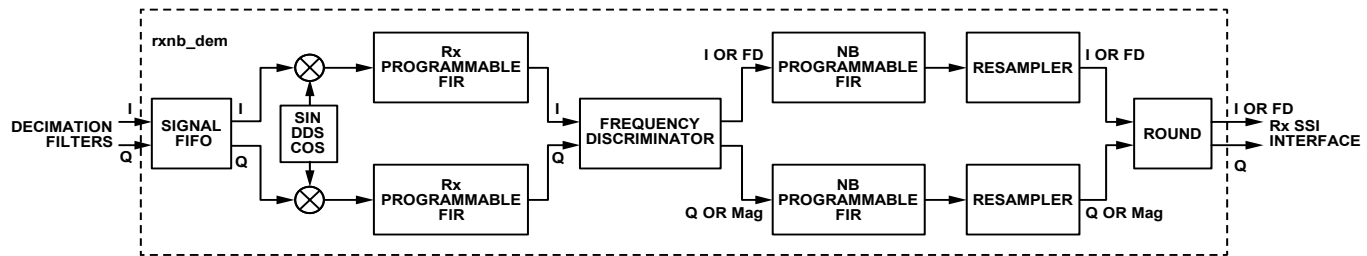 rxnb_dem
DECIMATION
FILTERS
I
Q
SIGNAL
FIFO
I
Q
SIN
DDS
COS
Rx
PROGRAMMABLE
FIR
Rx
PROGRAMMABLE
FIR
I
Q
FREQUENCY
DISCRIMINATOR
I OR FD
Q OR Mag
NB
PROGRAMMABLE
FIR
NB
PROGRAMMABLE
FIR
RESAMPLER
RESAMPLER
I OR FD
Q OR Mag
ROUND
I OR FD
Rx SSI
INTERFACE
Q